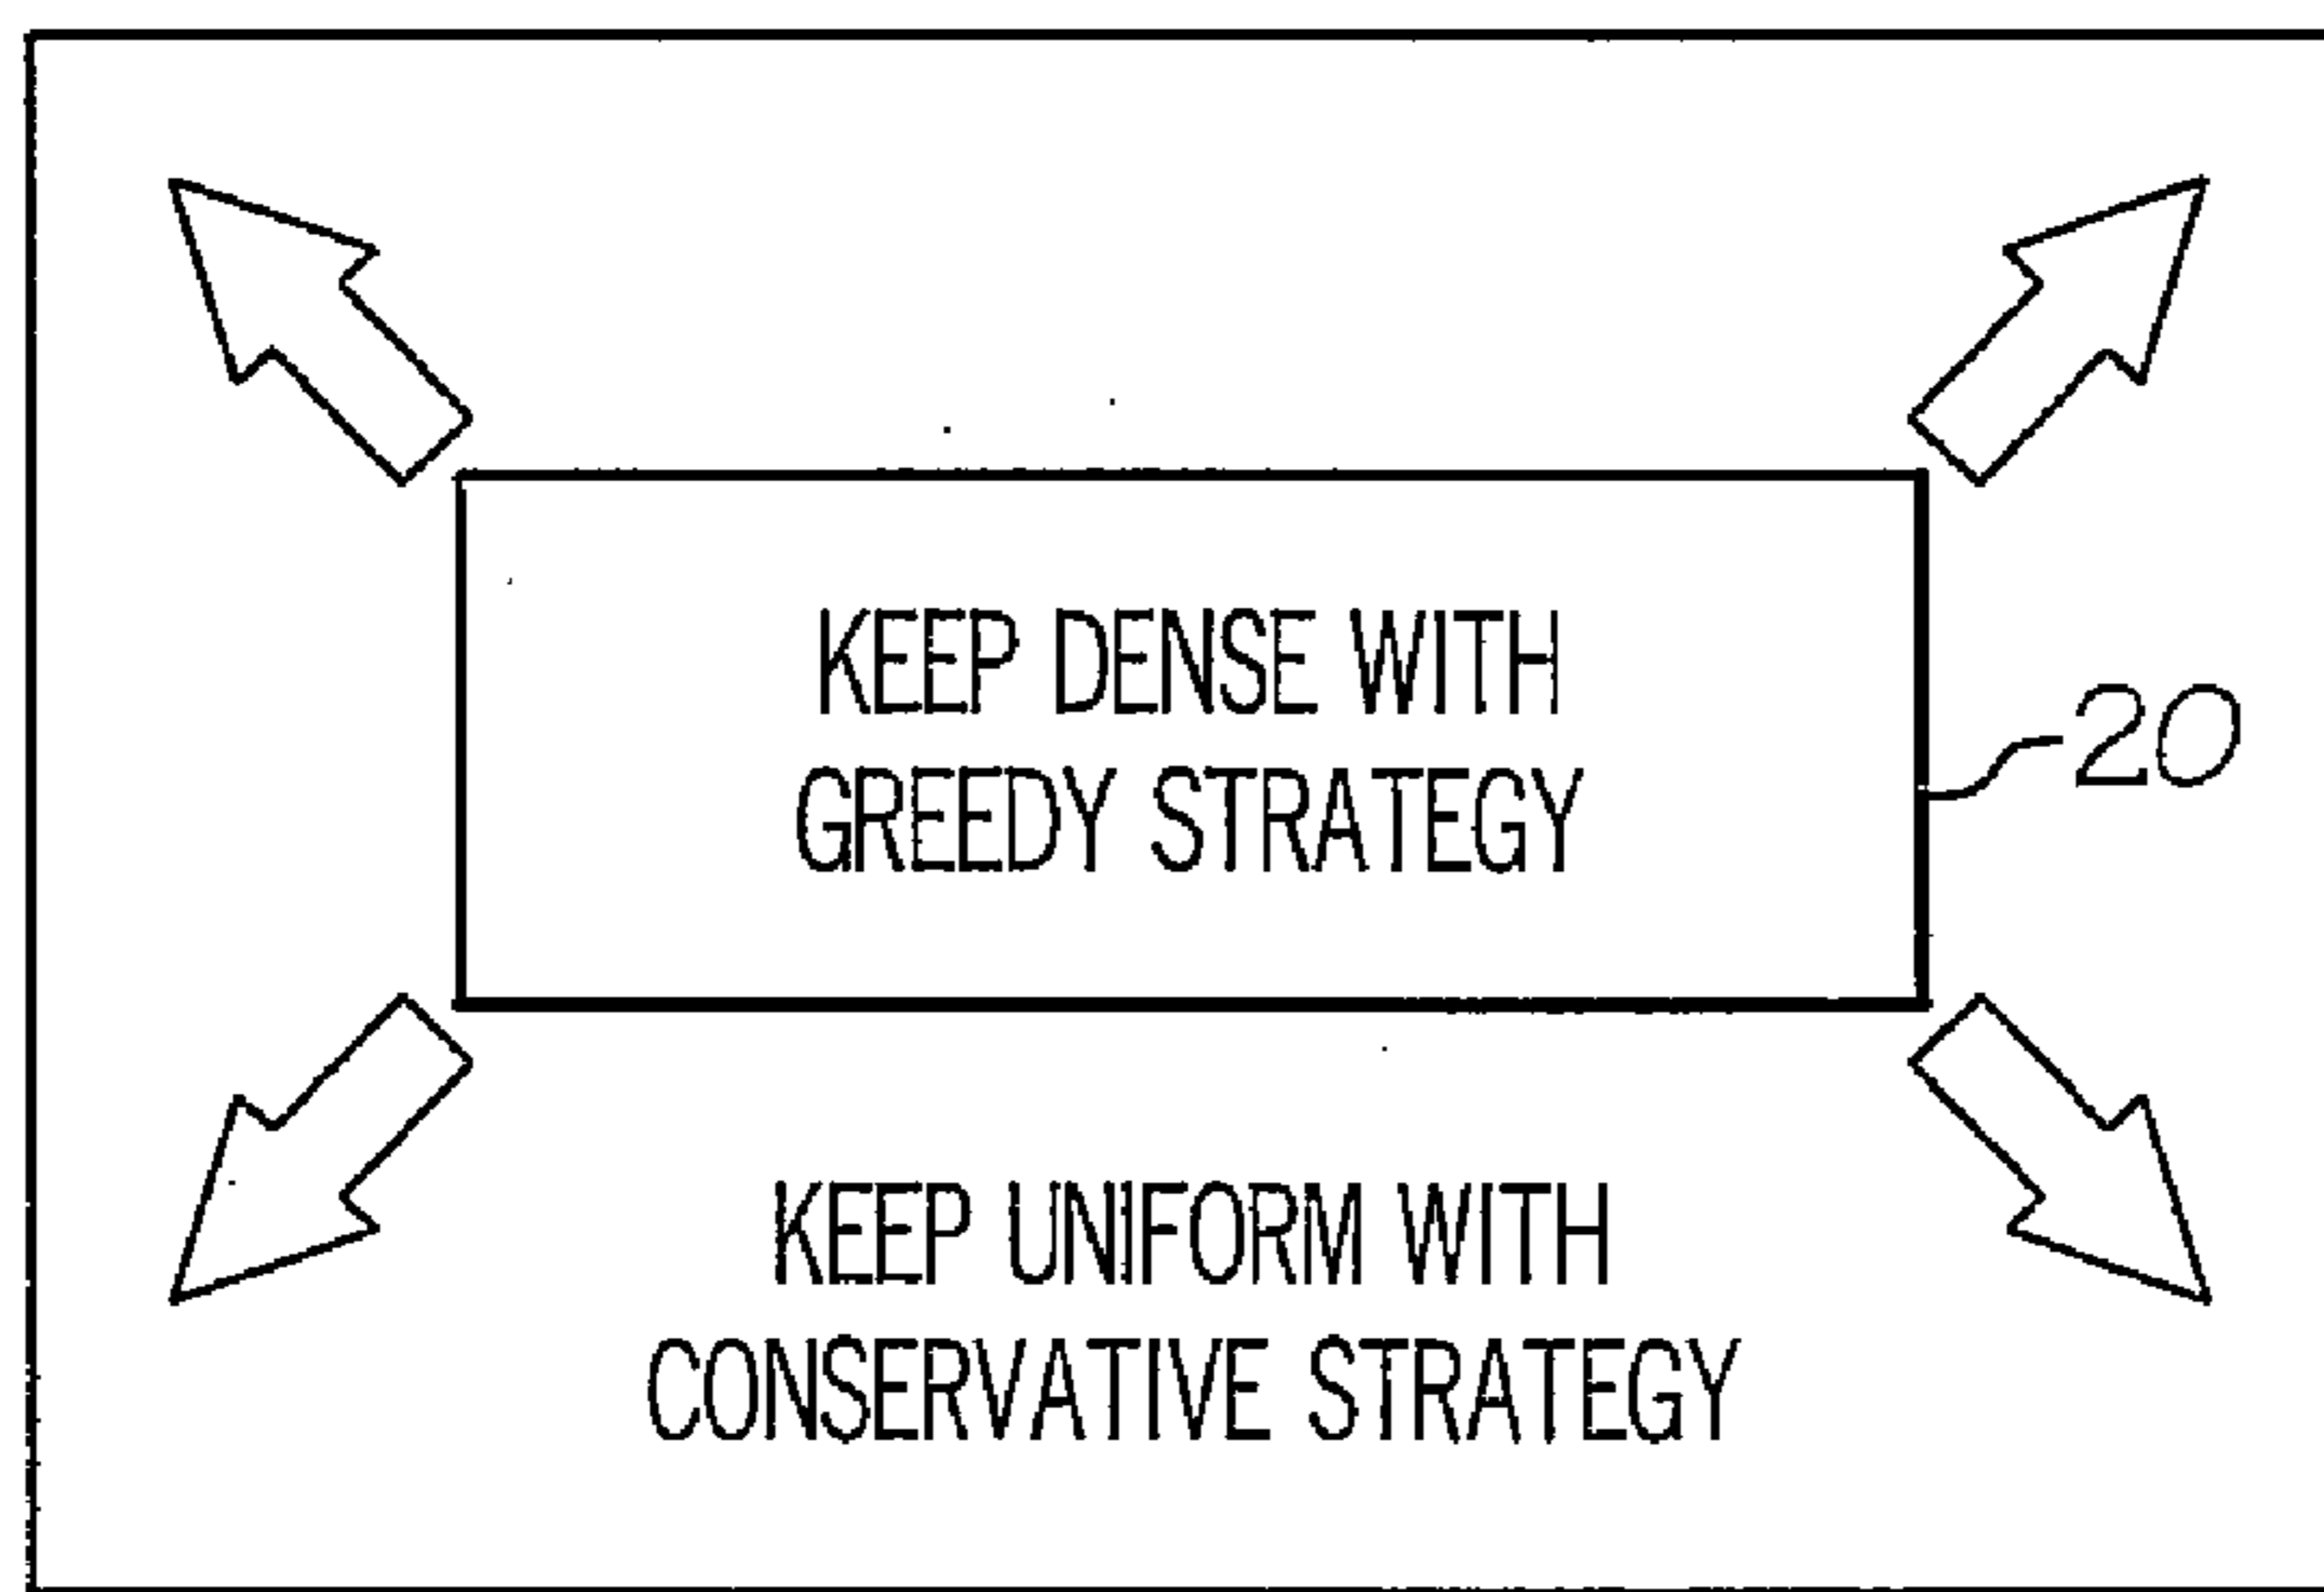 KEEP DENSE WITH
GREEDY STRATEGY
20
KEEP UNIFORM WITH
CONSERVATIVE STRATEGY